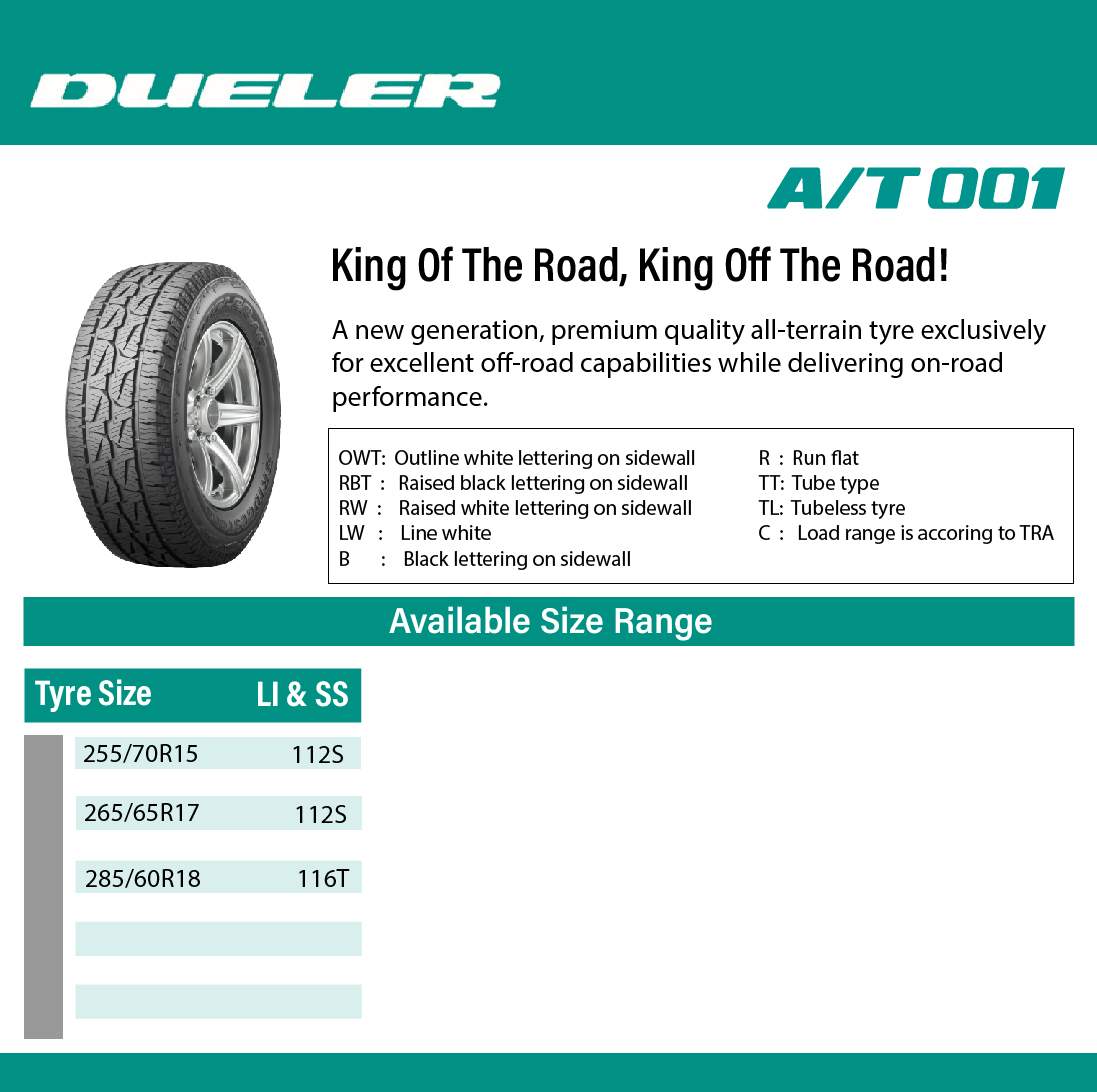 DUELER
A/T 001
King Of The Road, King Off The Road!
A new generation, premium quality all-terrain tyre exclusively
for excellent off-road capabilities while delivering on-road
performance.
OWT: Outline white lettering on sidewall
RBT : Raised black lettering on sidewall
RW : Raised white lettering on sidewall
LW : Line white
B : Black lettering on sidewall
R : Run flat
TT: Tube type
TL: Tubeless tyre
C : Load range is accoring to TRA
BRIDGESTONE
Available Size Range
Tyre Size LI & SS
255/70R15 112S
265/65R17 112S
285/60R18 116T